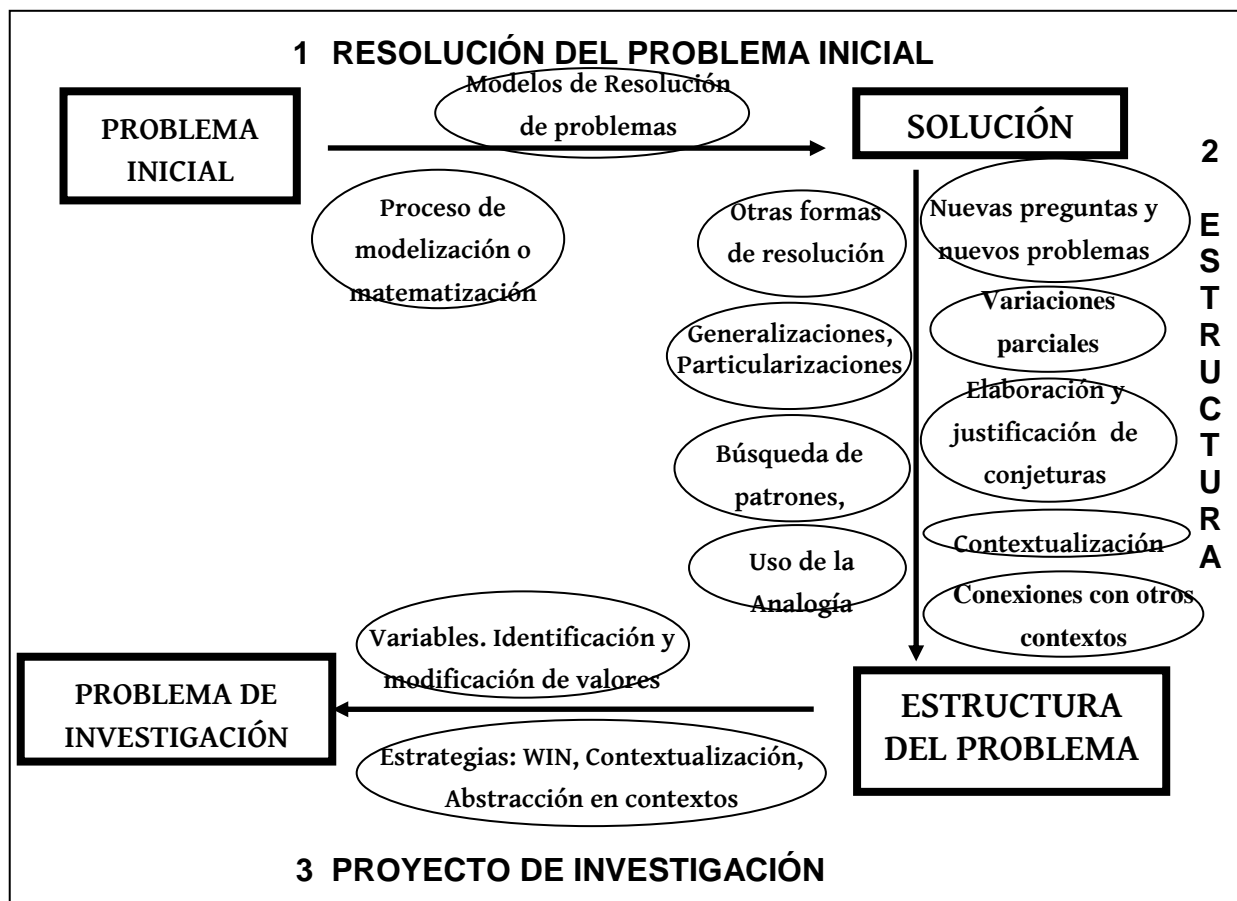 1 RESOLUCIÓN DEL PROBLEMA INICIAL
PROBLEMA
INICIAL
Modelos de Resolución
de problemas
SOLUCIÓN
Proceso de
modelización o
matematización
2
ESTRUCTURA
Otras formas
de resolución
Nuevas preguntas y
nuevos problemas
Generalizaciones,
Particularizaciones
Variaciones
parciales
Búsqueda de
patrones,
Elaboración y
justificación de
conjeturas
Uso de la
Analogía
Contextualización
Conexiones con otros
contextos
ESTRUCTURA
DEL PROBLEMA
Variables. Identificación y
modificación de valores
Estrategias: WIN, Contextualización,
Abstracción en contextos
PROBLEMA DE
INVESTIGACIÓN
3 PROYECTO DE INVESTIGACIÓN